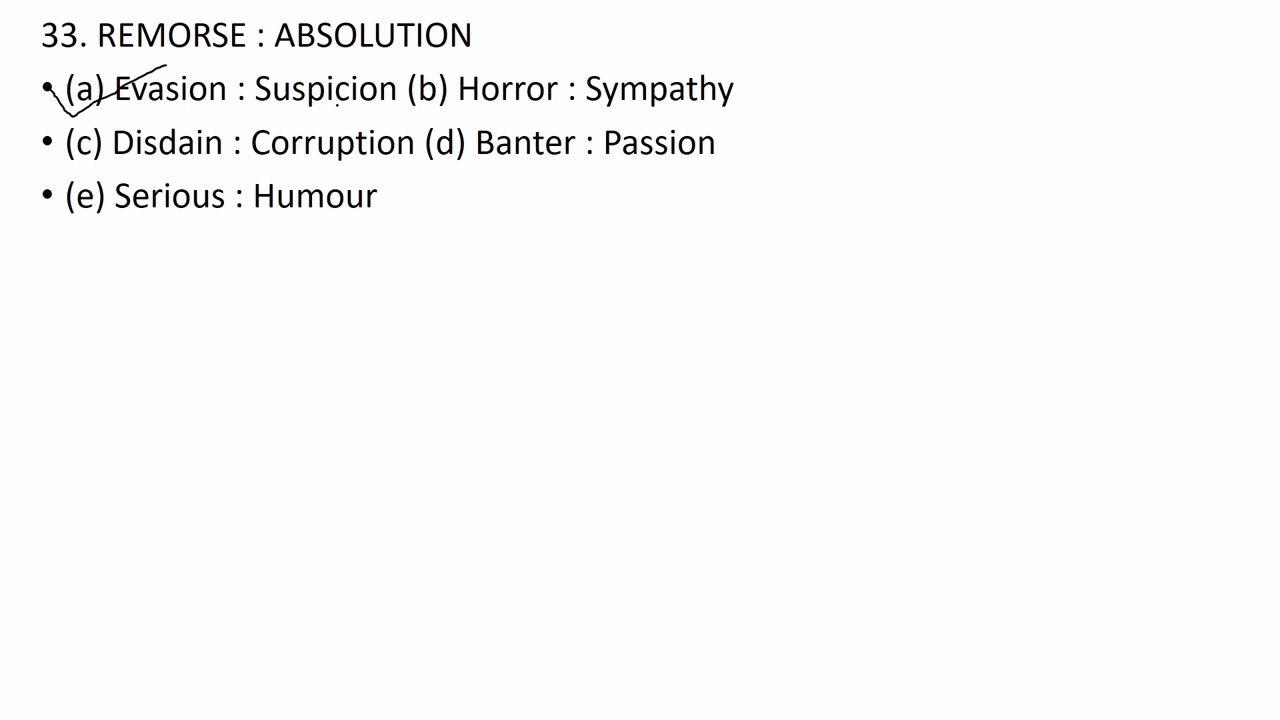 33. REMORSE : ABSOLUTION
• (a) Evasion : Suspicion (b) Horror : Sympathy
• (c) Disdain : Corruption (d) Banter : Passion
• (e) Serious : Humour